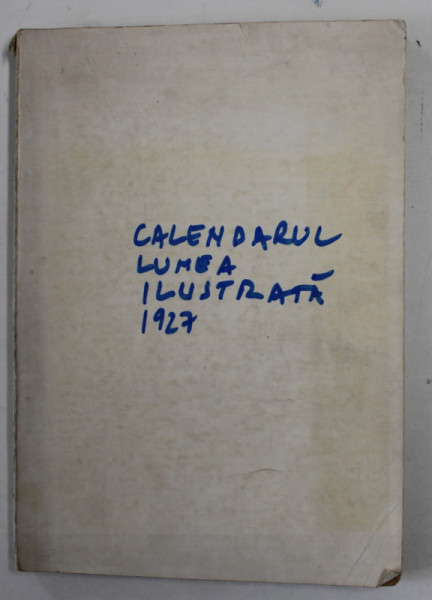 CALENDARUL
LUMEA
ILUSTRATĂ
1927